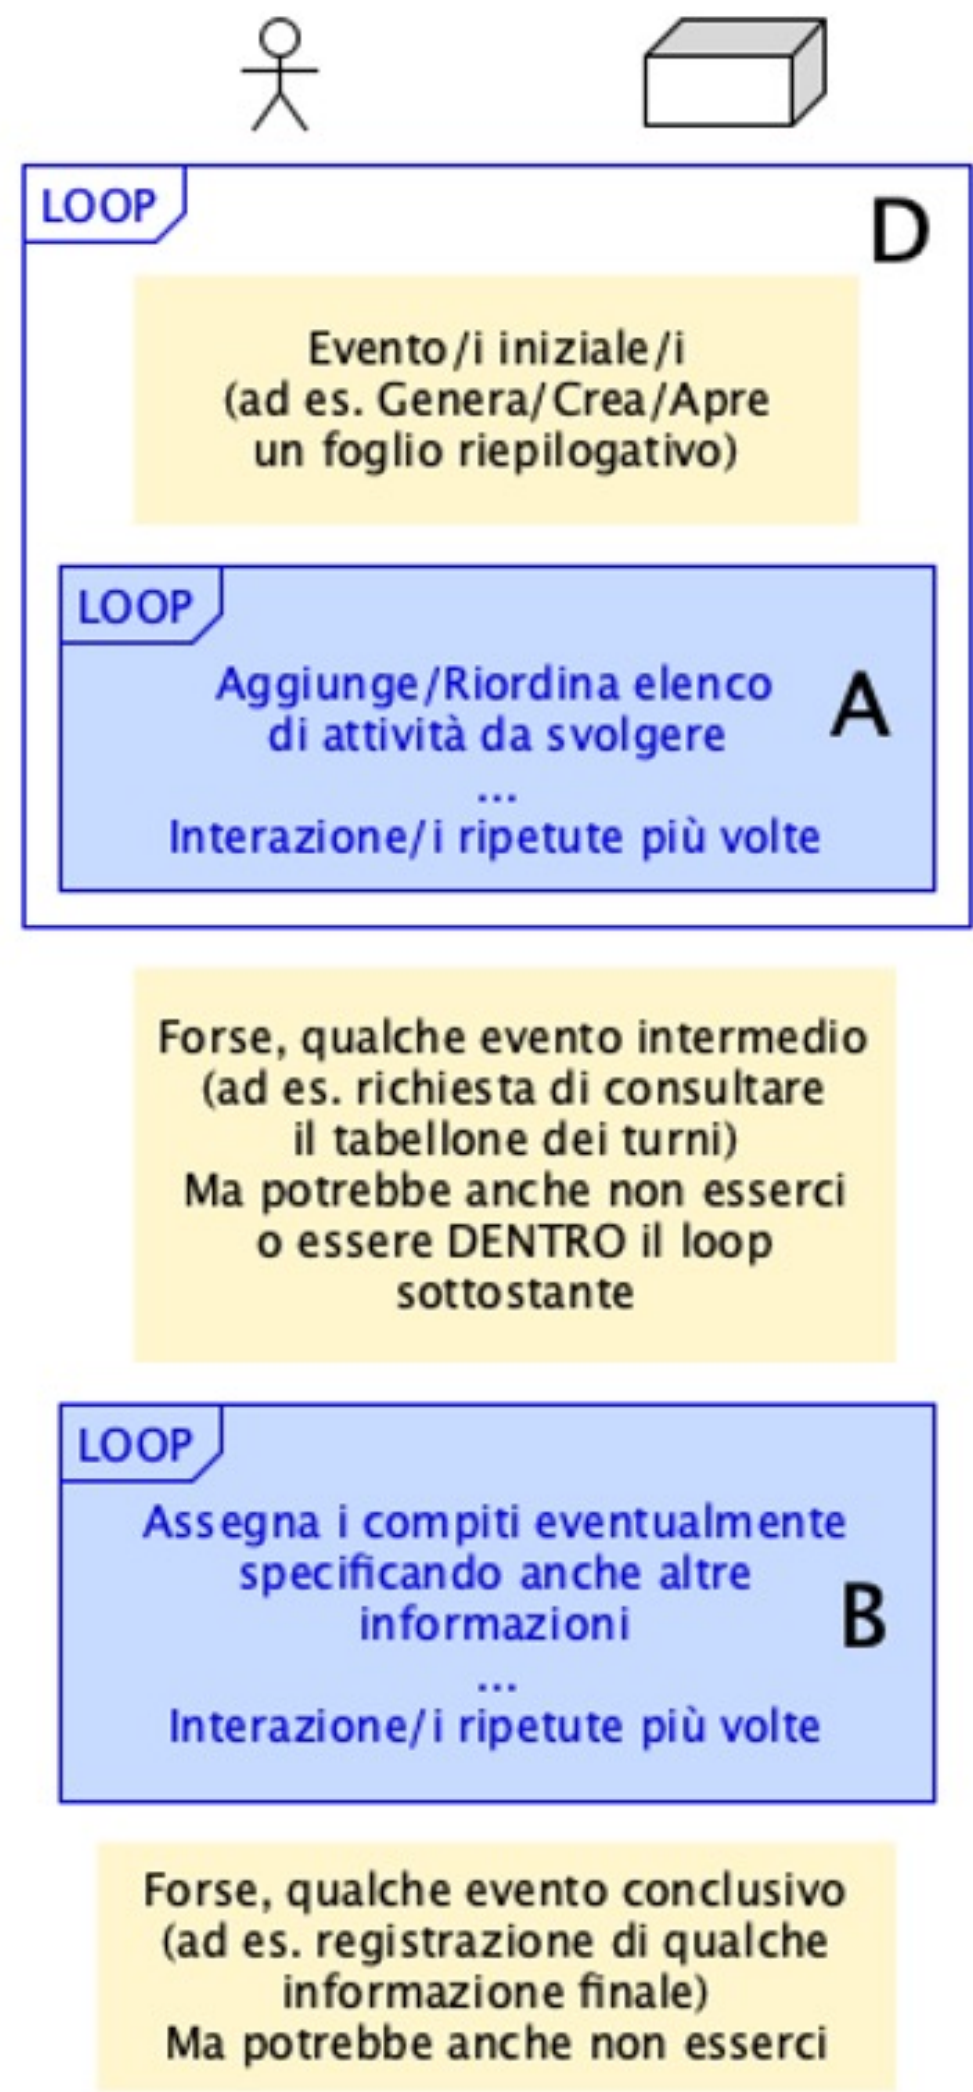 LOOP
D
Evento/i iniziale/i
(ad es. Genera/Crea/Apre
un foglio riepilogativo)
LOOP
Aggiunge/Riordina elenco
di attività da svolgere
A
...
Interazione/i ripetute più volte
Forse, qualche evento intermedio
(ad es. richiesta di consultare
il tabellone dei turni)
Ma potrebbe anche non esserci
o essere DENTRO il loop
sottostante
LOOP
Assegna i compiti eventualmente
specificando anche altre
informazioni
B
...
Interazione/i ripetute più volte
Forse, qualche evento conclusivo
(ad es. registrazione di qualche
informazione finale)
Ma potrebbe anche non esserci